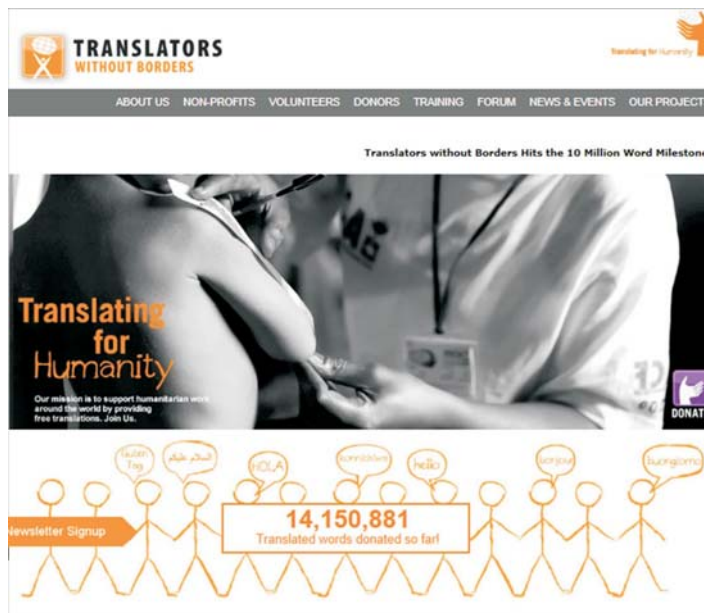 TRANSLATORS
WITHOUT BORDERS
Translating for Humanity
ABOUT US NON-PROFITS VOLUNTEERS DONORS TRAINING FORUM NEWS & EVENTS OUR PROJECT
Translators without Borders Hits the 10 Million Word Milestone
Translating
for
Humanity
Our mission is to support humanitarian work
around the world by providing
free translations. Join Us.
DONAT
Guten
Tag
السلام عليكم
HOLA
konnichiwa
hello
bonjour
buongiorno
Newsletter Signup
14,150,881
Translated words donated so far!